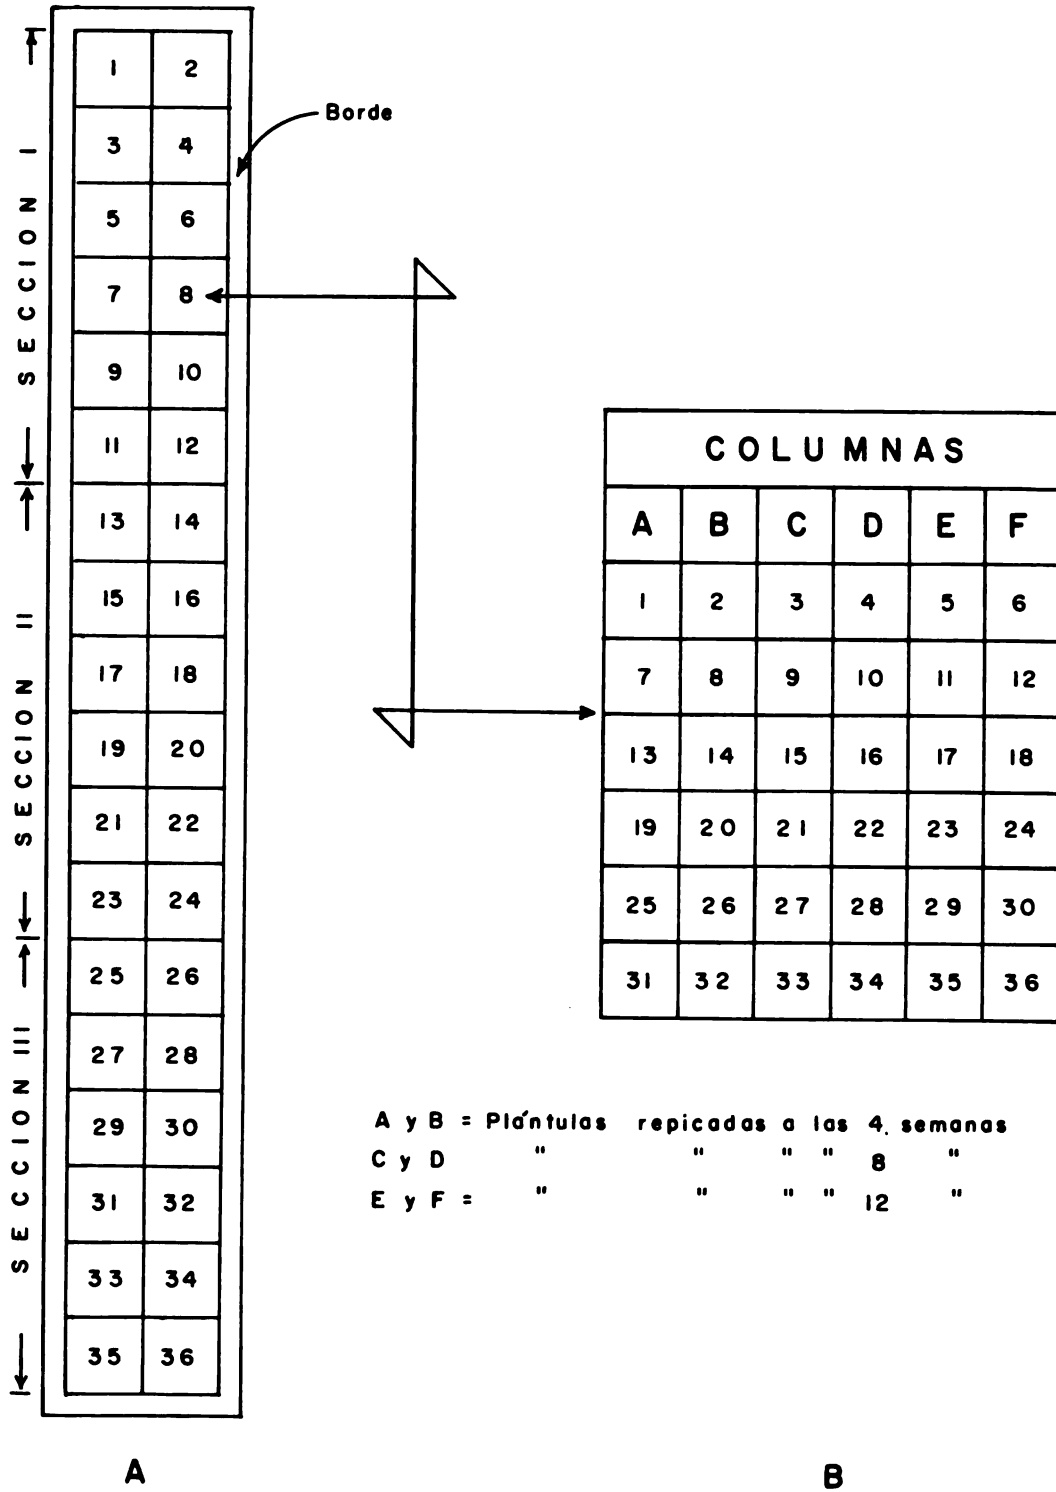 SECCION I
1 2
3 4
5 6
7 8
9 10
11 12
SECCION II
13 14
15 16
17 18
19 20
21 22
23 24
SECCION III
25 26
27 28
29 30
31 32
33 34
35 36
Borde
A
COLUMNAS
A B C D E F
1 2 3 4 5 6
7 8 9 10 11 12
13 14 15 16 17 18
19 20 21 22 23 24
25 26 27 28 29 30
31 32 33 34 35 36
A y B = Plántulas repicadas a las 4. semanas
C y D " " " " 8 "
E y F = " " " " 12 "
B